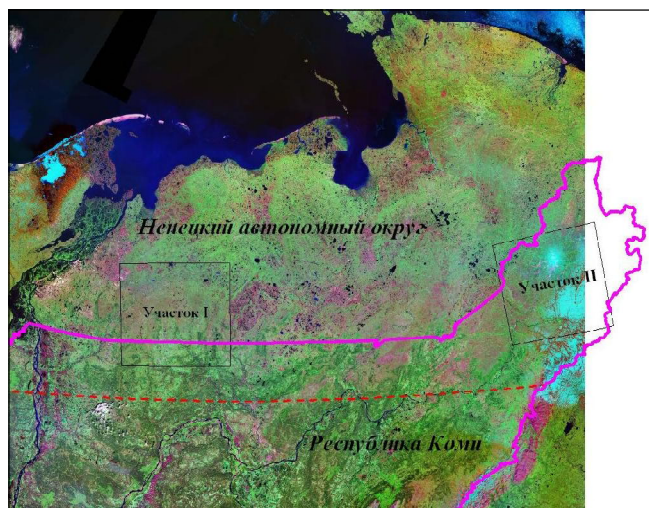 Ненецкий автономный округ
Участок I
Участок II
Республика Коми